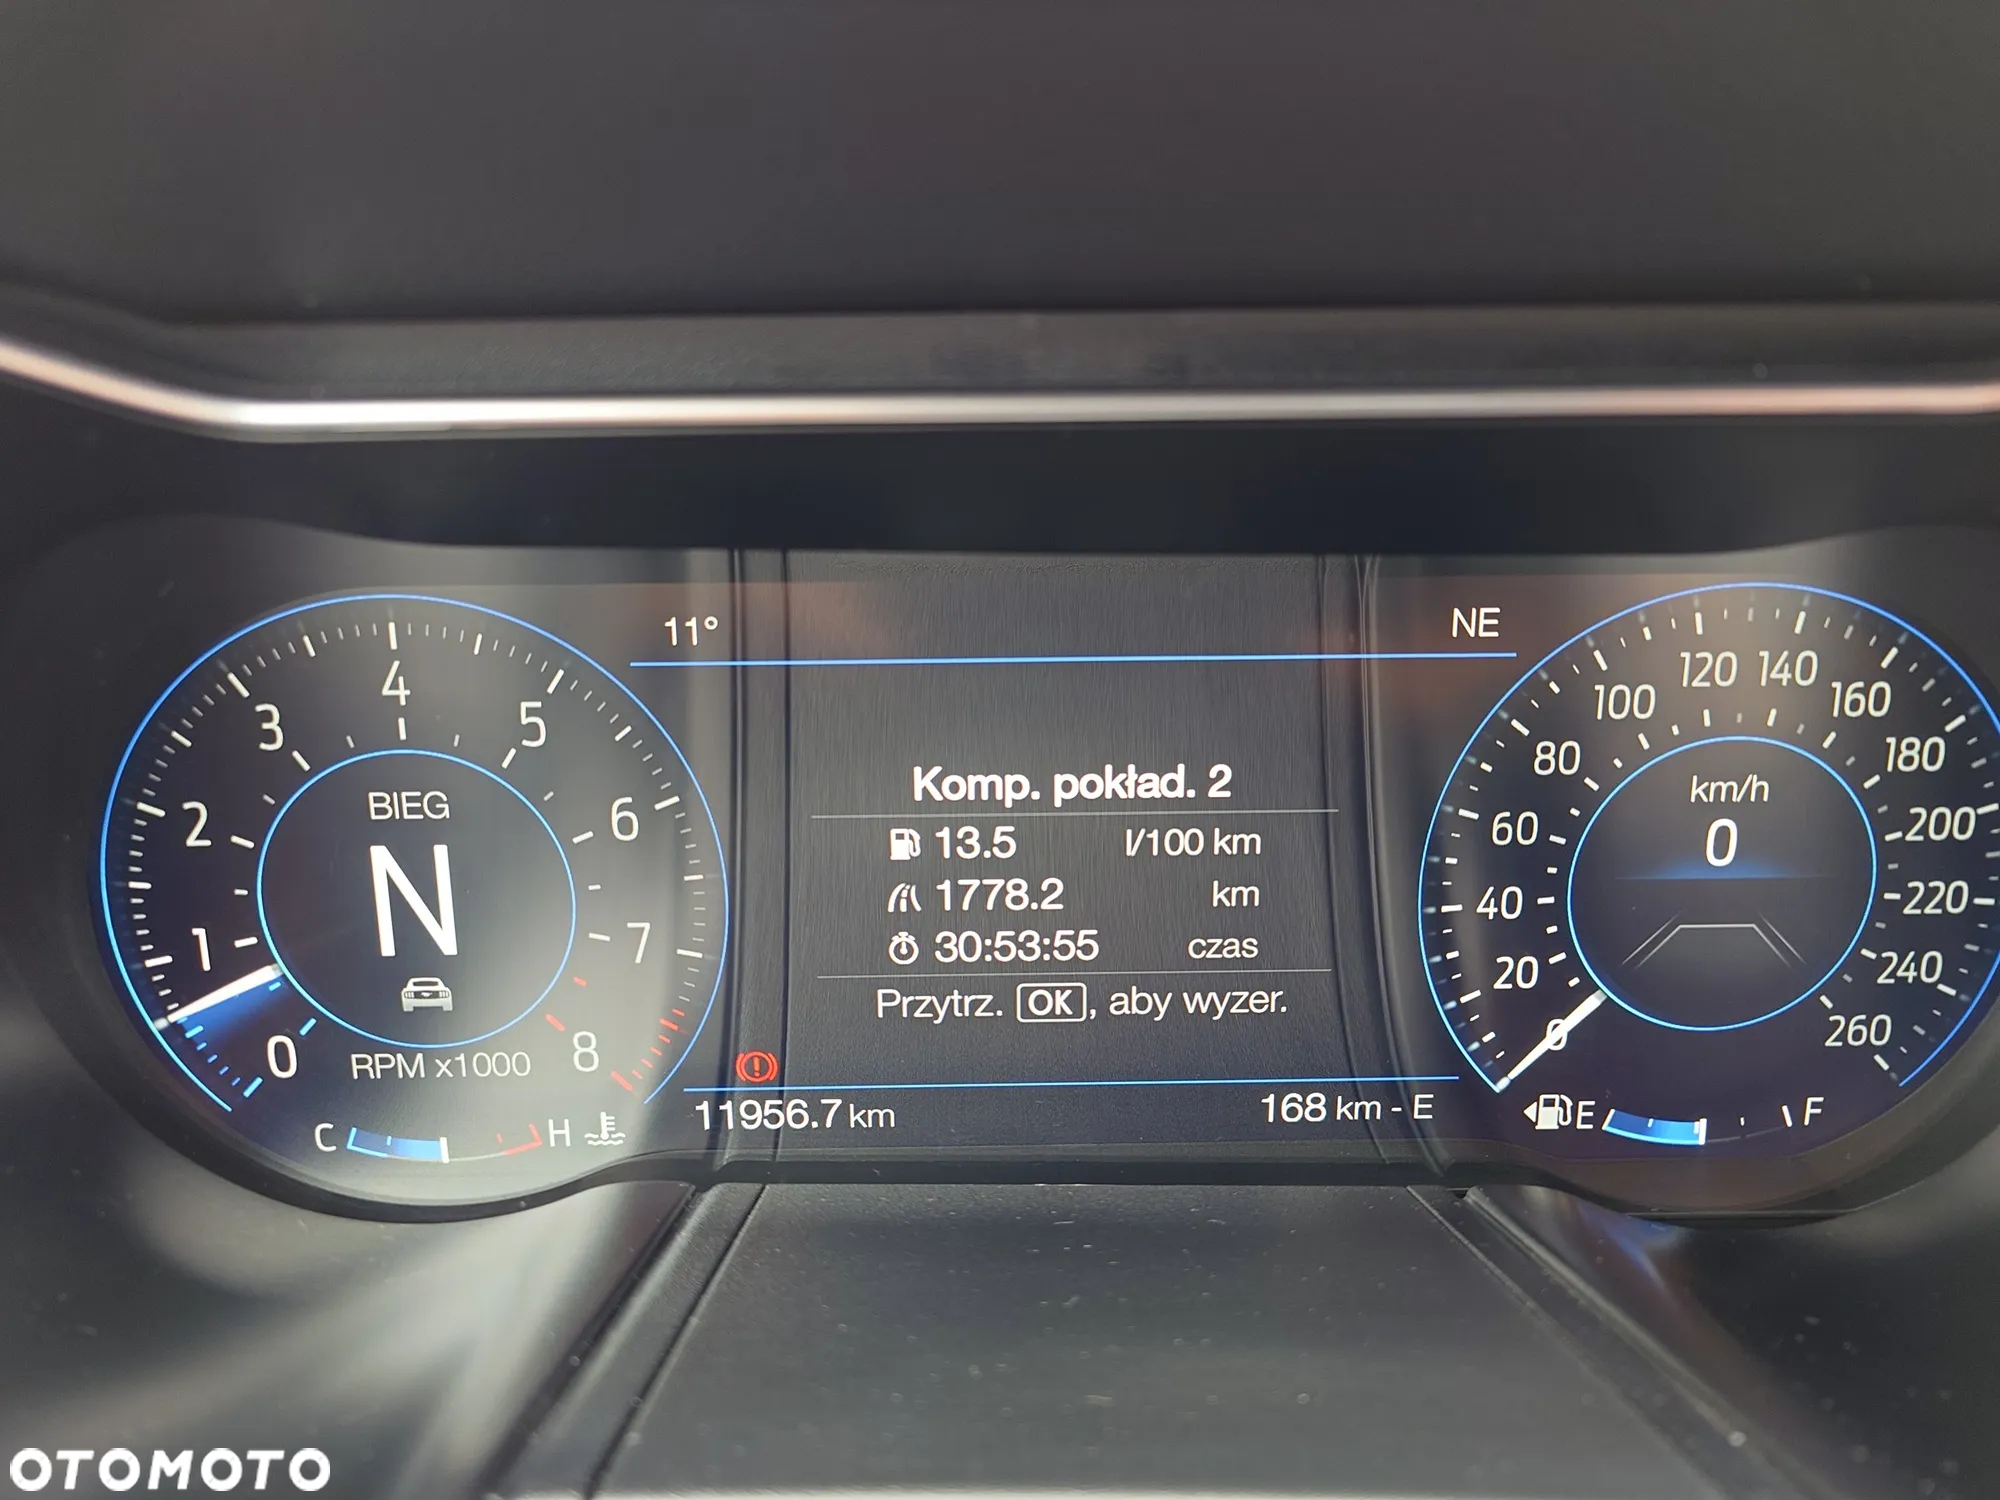 11° NE
Komp. pokład. 2
13.5 l/100 km
1778.2 km
30:53:55 czas
Przytrz. OK, aby wyzer.
11956.7 km 168 km - E
0 1 2 3 4 5 6 7 8
BIEG
N
RPM x1000
C H
0 20 40 60 80 100 120 140 160 180 200 220 240 260
km/h
0
E F
OTOMOTO